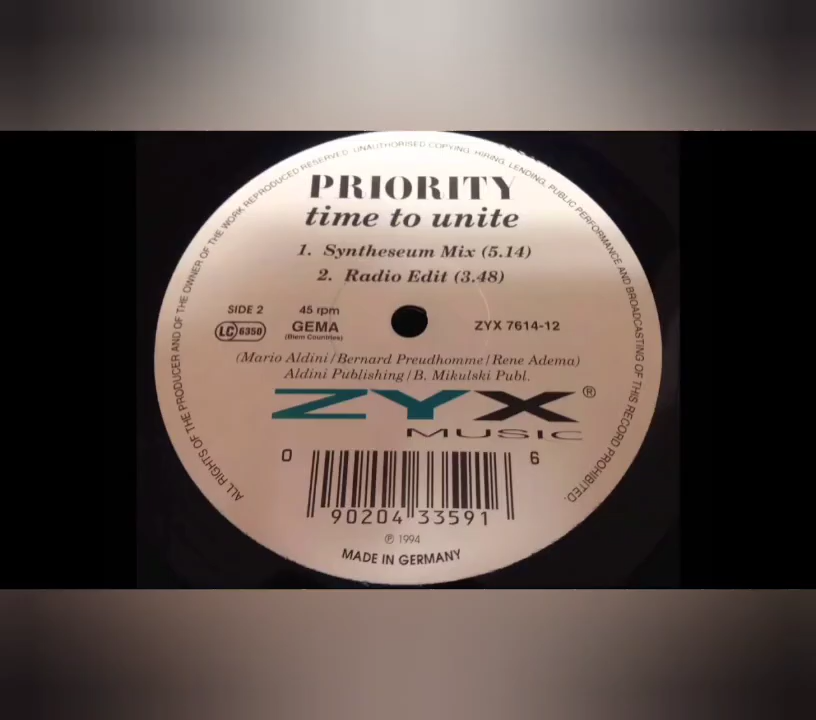 ALL RIGHTS OF THE PRODUCER AND OF THE OWNER OF THE WORK REPRODUCED RESERVED. UNAUTHORISED COPYING, HIRING, LENDING, PUBLIC PERFORMANCE AND BROADCASTING OF THIS RECORD PROHIBITED.
PRIORITY
time to unite
1. Syntheseum Mix (5.14)
2. Radio Edit (3.48)
SIDE 2 45 rpm
LC 6350 GEMA ZYX 7614-12
(Biem Countries)
(Mario Aldini/Bernard Preudhomme/Rene Adema)
Aldini Publishing/B. Mikulski Publ.
ZYX ®
MUSIC
0 6
90204 33591
℗ 1994
MADE IN GERMANY